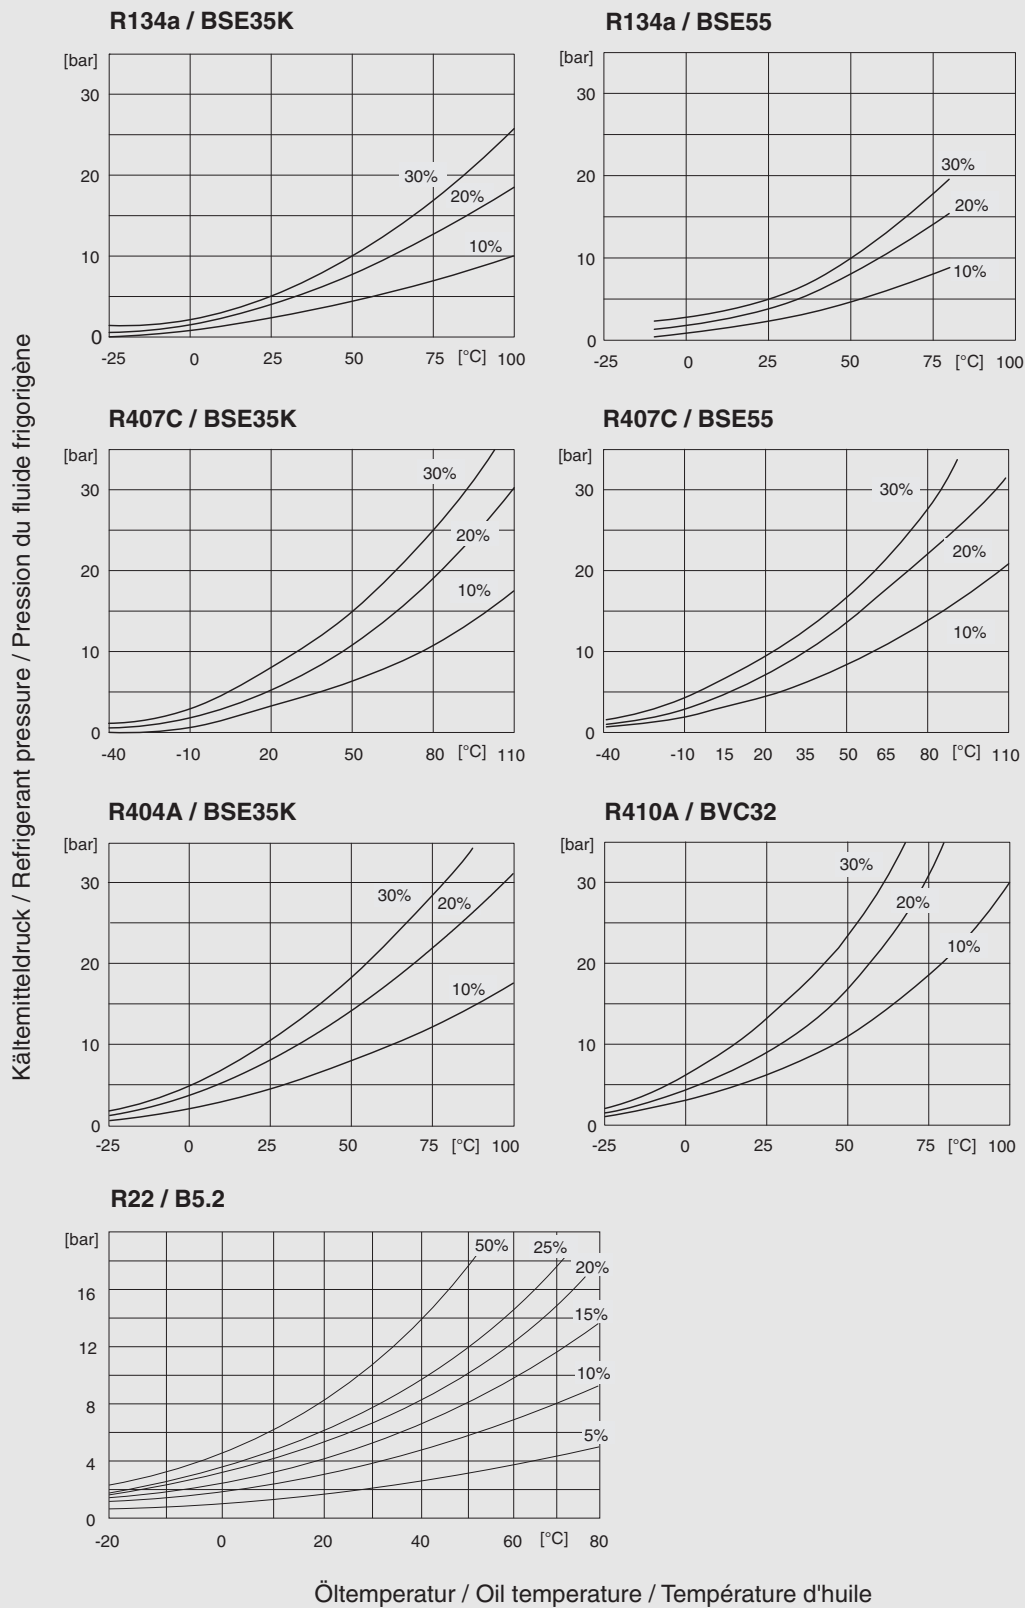 R134a / BSE35K
R134a / BSE55
[bar]
30
20
10
0
30%
20%
10%
-25 0 25 50 75 [°C] 100
[bar]
30
20
10
0
30%
20%
10%
-25 0 25 50 75 [°C] 100
R407C / BSE35K
R407C / BSE55
[bar]
30
20
10
0
30%
20%
10%
-40 -10 20 50 80 [°C] 110
[bar]
30
20
10
0
30%
20%
10%
-40 -10 15 20 35 50 65 80 [°C] 110
R404A / BSE35K
R410A / BVC32
[bar]
30
20
10
0
30%
20%
10%
-25 0 25 50 75 [°C] 100
[bar]
30
20
10
0
30%
20%
10%
-25 0 25 50 75 [°C] 100
R22 / B5.2
[bar]
16
12
8
4
0
50%
25%
20%
15%
10%
5%
-20 0 20 40 60 [°C] 80
Kältemitteldruck / Refrigerant pressure / Pression du fluide frigorigène
Öltemperatur / Oil temperature / Température d'huile